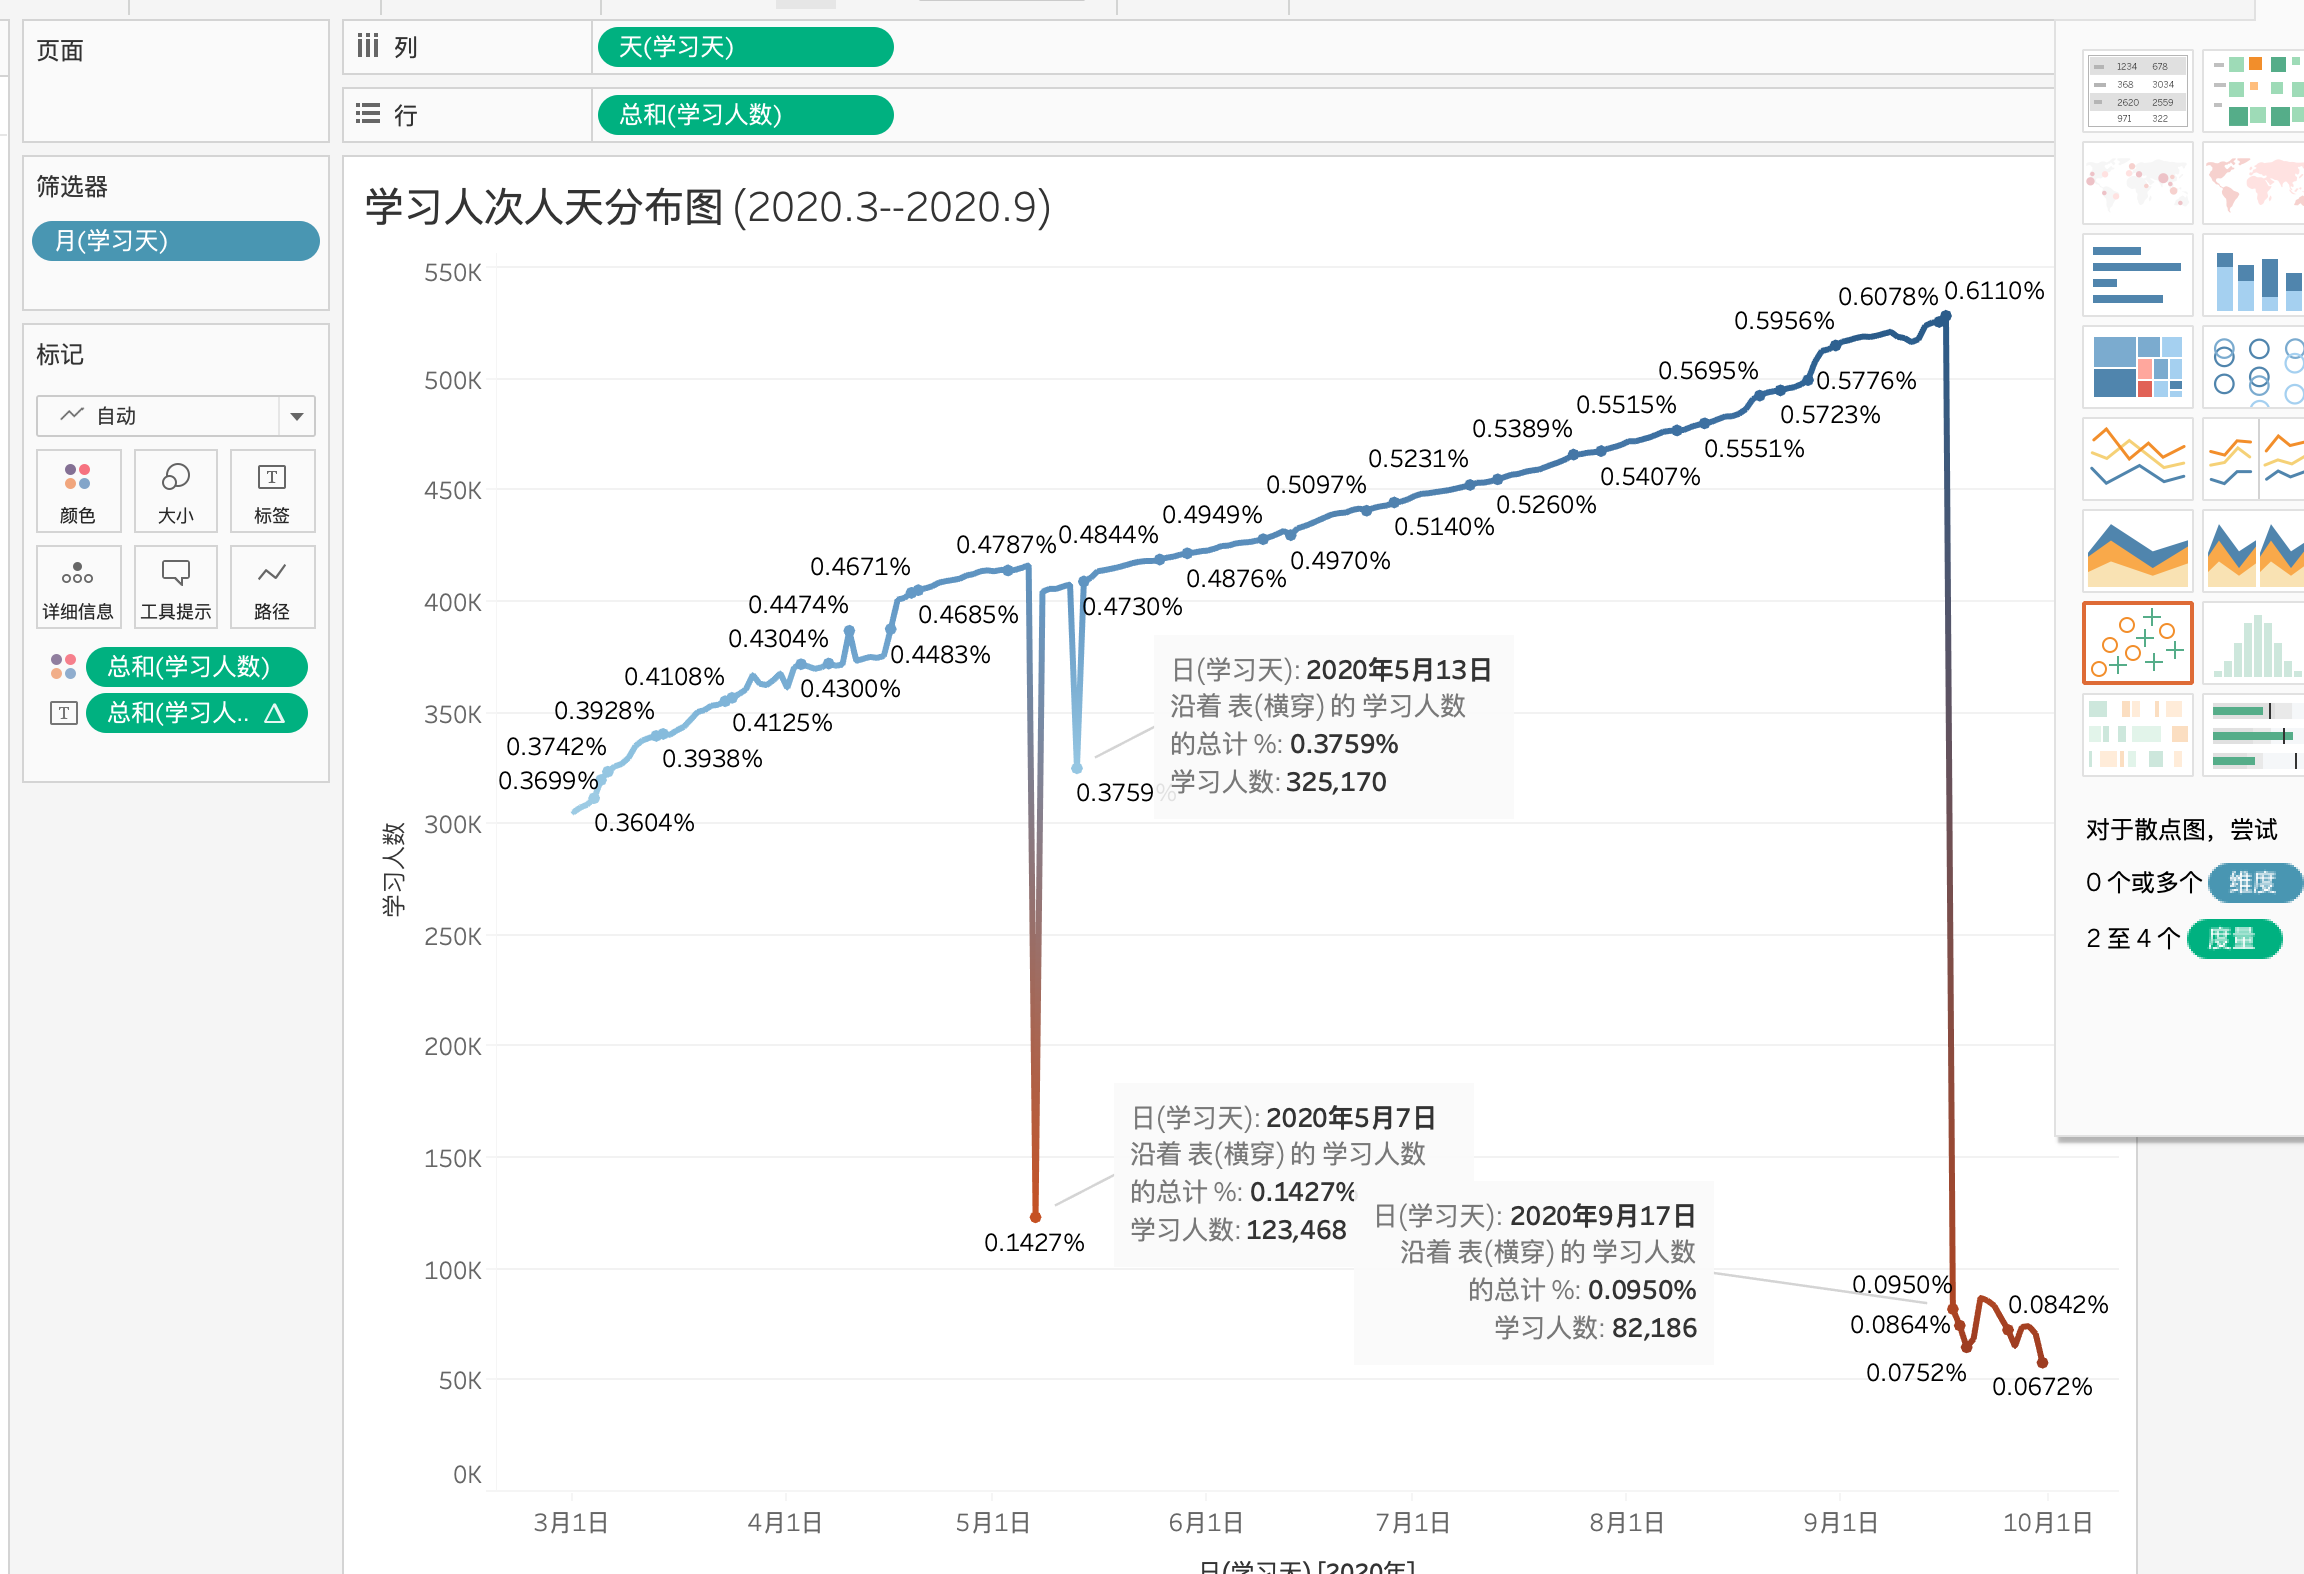 页面
列
天(学习天)
行
总和(学习人数)
筛选器
月(学习天)
标记
自动
颜色
大小
标签
详细信息
工具提示
路径
总和(学习人数)
总和(学习人..
学习人次人天分布图 (2020.3--2020.9)
550K
500K
450K
400K
350K
300K
250K
200K
150K
100K
50K
0K
学习人数
0.3699%
0.3742%
0.3604%
0.3928%
0.3938%
0.4108%
0.4125%
0.4304%
0.4300%
0.4474%
0.4483%
0.4671%
0.4685%
0.4787%
0.4844%
0.4730%
0.3759%
0.4949%
0.4876%
0.4970%
0.5097%
0.5140%
0.5231%
0.5260%
0.5389%
0.5407%
0.5515%
0.5551%
0.5695%
0.5723%
0.5776%
0.5956%
0.6078%
0.6110%
日(学习天): 2020年5月13日
沿着 表(横穿) 的 学习人数
的总计 %: 0.3759%
学习人数: 325,170
0.1427%
日(学习天): 2020年5月7日
沿着 表(横穿) 的 学习人数
的总计 %: 0.1427%
学习人数: 123,468
日(学习天): 2020年9月17日
沿着 表(横穿) 的 学习人数
的总计 %: 0.0950%
学习人数: 82,186
0.0950%
0.0864%
0.0842%
0.0752%
0.0672%
3月1日
4月1日
5月1日
6月1日
7月1日
8月1日
9月1日
10月1日
日(学习天) [2020年]
1234 678
368 3034
2620 2559
971 322
对于散点图，尝试
0 个或多个 维度
2 至 4 个 度量